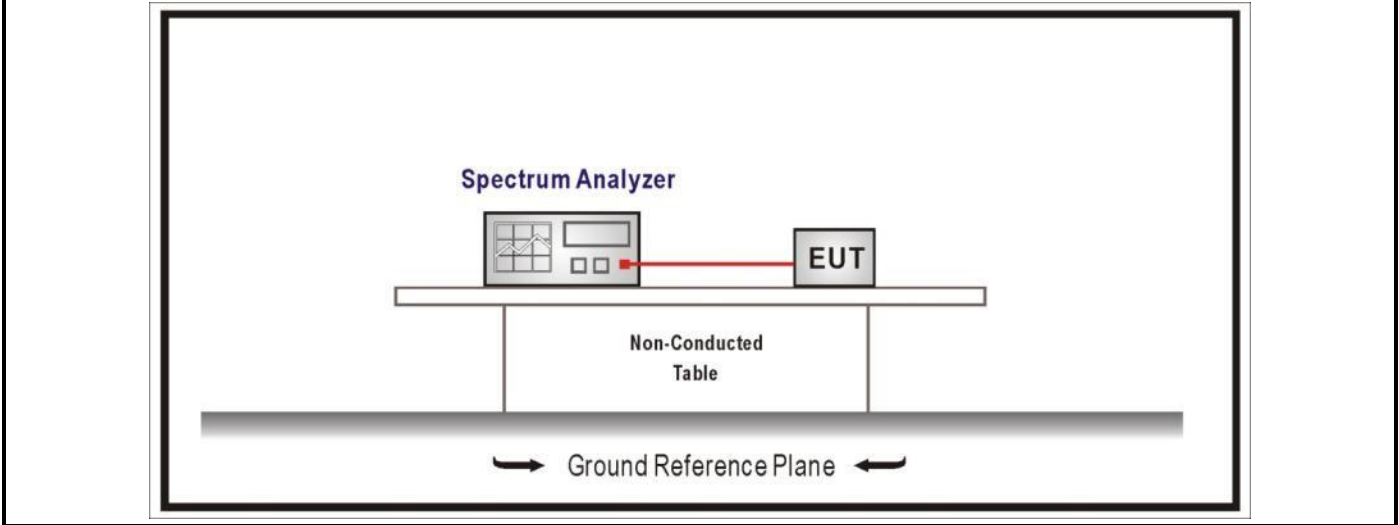 Spectrum Analyzer
EUT
Non-Conducted
Table
Ground Reference Plane